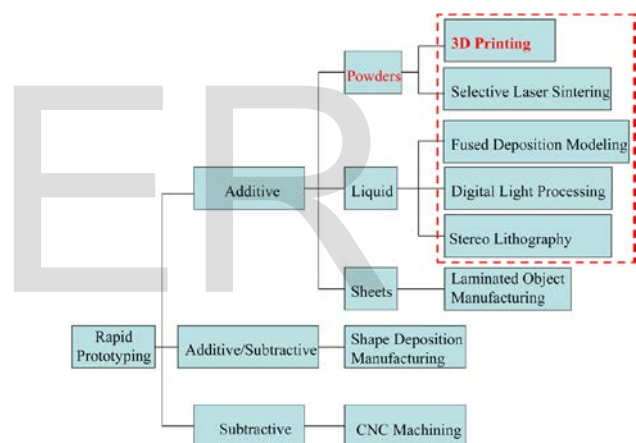 3D Printing
Powders
Selective Laser Sintering
Fused Deposition Modeling
Additive
Liquid
Digital Light Processing
Stereo Lithography
Sheets
Laminated Object
Manufacturing
Rapid
Prototyping
Additive/Subtractive
Shape Deposition
Manufacturing
Subtractive
CNC Machining
ER